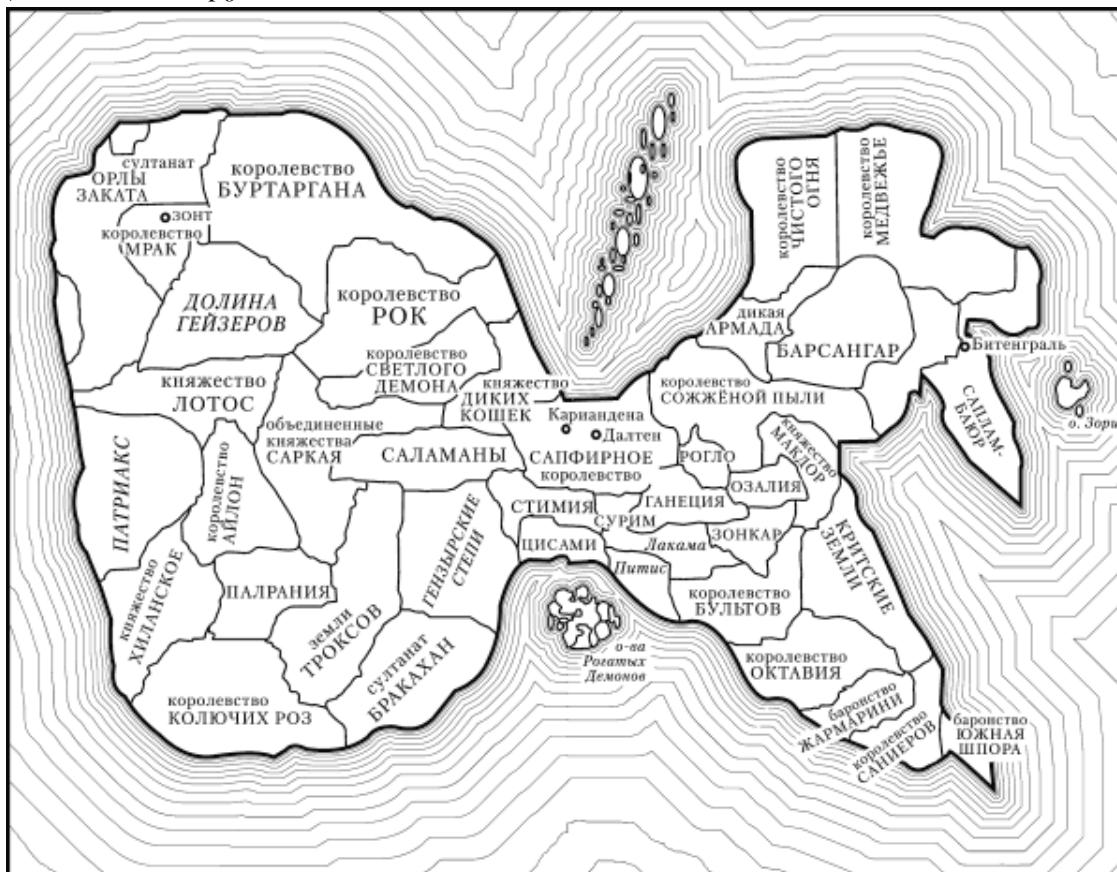 султанат
ОРЛЫ
ЗАКАТА
королевство
БУРТАРГАНА
ЗОНТ
королевство
МРАК
ДОЛИНА
ГЕЙЗЕРОВ
королевство
РОК
королевство
СВЕТЛОГО
ДЕМОНА
княжество
ЛОТОС
княжество
ДИКИХ
КОШЕК
объединенные
княжества
САРКАЯ
САЛАМАНЫ
ПАТРИАКС
королевство
АЙЛОН
княжество
ХИЛАНСКОЕ
ПАЛРАНИЯ
земли
ТРОКСОВ
ГЕНЗЫРСКИЕ
СТЕПИ
султанат
БРАКАХАН
королевство
КОЛЮЧИХ РОЗ
королевство
ЧИСТОГО
ОГНЯ
королевство
МЕДВЕЖЬЕ
дикая
АРМАДА
БАРСАНГАР
Битенграль
САПЛАМ-
БАЮР
о. Зори
королевство
СОЖЖЁНОЙ ПЫЛИ
Кариандена
Далтен
САПФИРНОЕ
королевство
РОГЛО
княжество
МАКЛОР
ОЗАЛИЯ
ГАНЕЦИЯ
СТИМИЯ
СУРИМ
ЦИСАМИ
Лакама
ЗОНКАР
Питис
КРИТСКИЕ
ЗЕМЛИ
королевство
БУЛЬТОВ
о-ва
Рогатых
Демонов
королевство
ОКТАВИЯ
баронство
ЖАРМАРИНИ
королевство
САНИЕРОВ
баронство
ЮЖНАЯ
ШПОРА